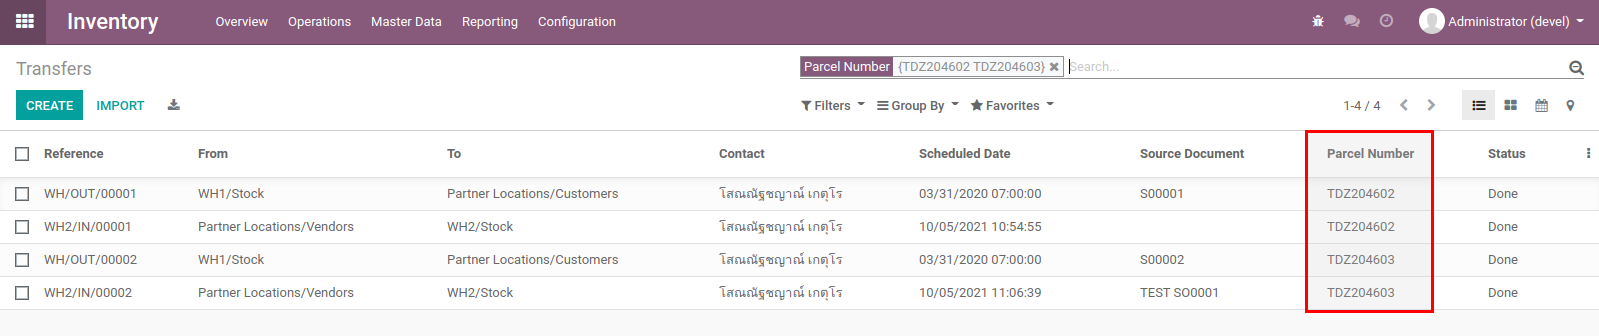 Inventory Overview Operations Master Data Reporting Configuration Administrator (devel)
Transfers Parcel Number {TDZ204602 TDZ204603} Search...
CREATE IMPORT Filters Group By Favorites 1-4 / 4
Reference From To Contact Scheduled Date Source Document Parcel Number Status
WH/OUT/00001 WH1/Stock Partner Locations/Customers โสณณัฐชญาณ์ เกตุโร 03/31/2020 07:00:00 S00001 TDZ204602 Done
WH2/IN/00001 Partner Locations/Vendors WH2/Stock โสณณัฐชญาณ์ เกตุโร 10/05/2021 10:54:55 TDZ204602 Done
WH/OUT/00002 WH1/Stock Partner Locations/Customers โสณณัฐชญาณ์ เกตุโร 03/31/2020 07:00:00 S00002 TDZ204603 Done
WH2/IN/00002 Partner Locations/Vendors WH2/Stock โสณณัฐชญาณ์ เกตุโร 10/05/2021 11:06:39 TEST SO0001 TDZ204603 Done